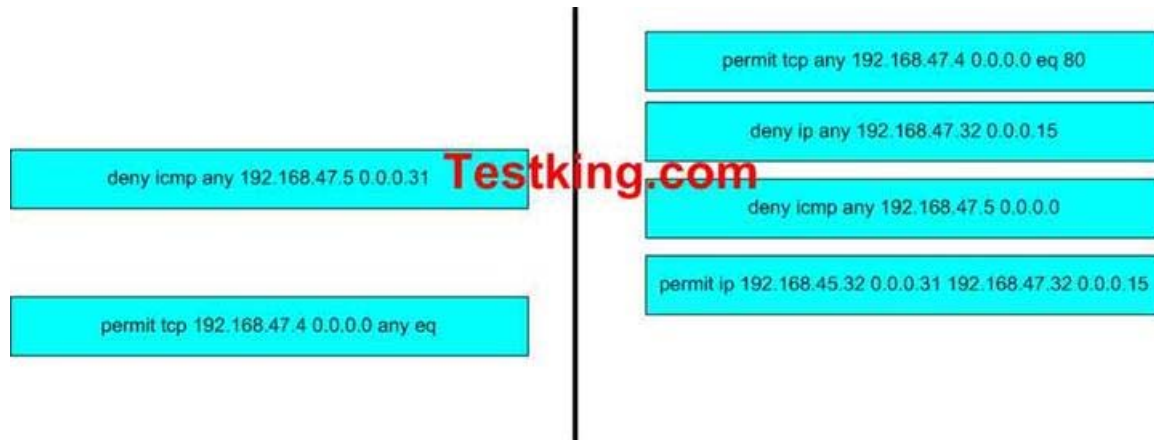 deny icmp any 192.168.47.5 0.0.0.31
permit tcp 192.168.47.4 0.0.0.0 any eq
Testking.com
permit tcp any 192.168.47.4 0.0.0.0 eq 80
deny ip any 192.168.47.32 0.0.0.15
deny icmp any 192.168.47.5 0.0.0.0
permit ip 192.168.45.32 0.0.0.31 192.168.47.32 0.0.0.15